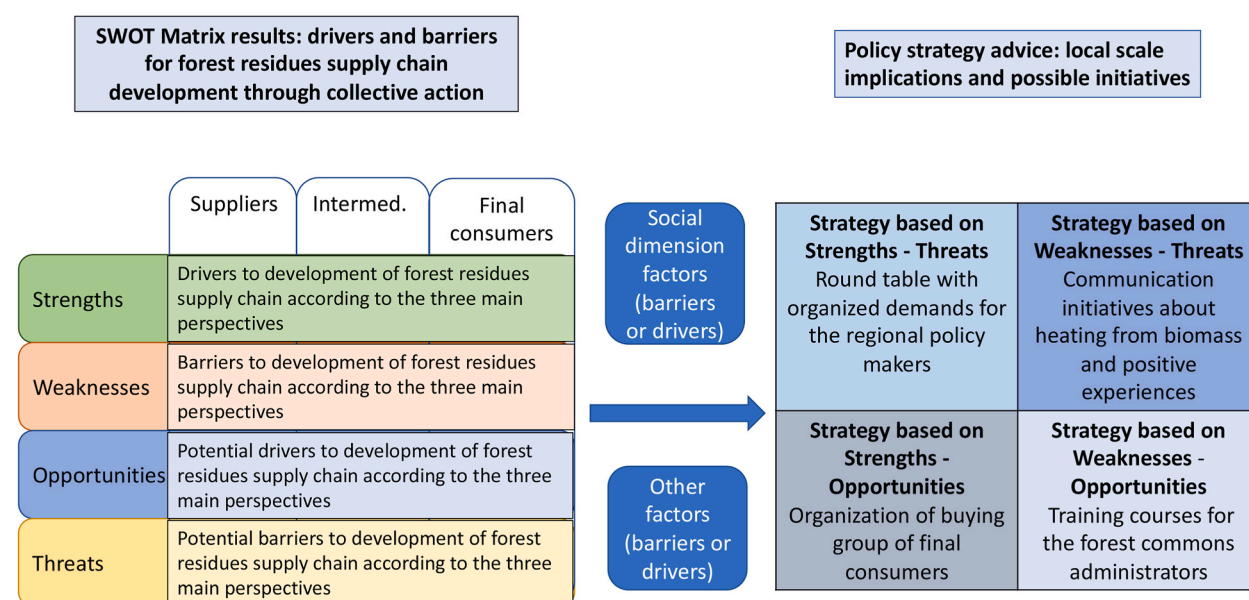 SWOT Matrix results: drivers and barriers
for forest residues supply chain
development through collective action
Policy strategy advice: local scale
implications and possible initiatives
Suppliers
Intermed.
Final
consumers
Strengths
Drivers to development of forest residues
supply chain according to the three main
perspectives
Weaknesses
Barriers to development of forest residues
supply chain according to the three main
perspectives
Opportunities
Potential drivers to development of forest
residues supply chain according to the three
main perspectives
Threats
Potential barriers to development of forest
residues supply chain according to the three
main perspectives
Social
dimension
factors
(barriers
or drivers)
Other
factors
(barriers or
drivers)
Strategy based on
Strengths - Threats
Round table with
organized demands for
the regional policy
makers
Strategy based on
Weaknesses - Threats
Communication
initiatives about
heating from biomass
and positive
experiences
Strategy based on
Strengths -
Opportunities
Organization of buying
group of final
consumers
Strategy based on
Weaknesses -
Opportunities
Training courses for
the forest commons
administrators